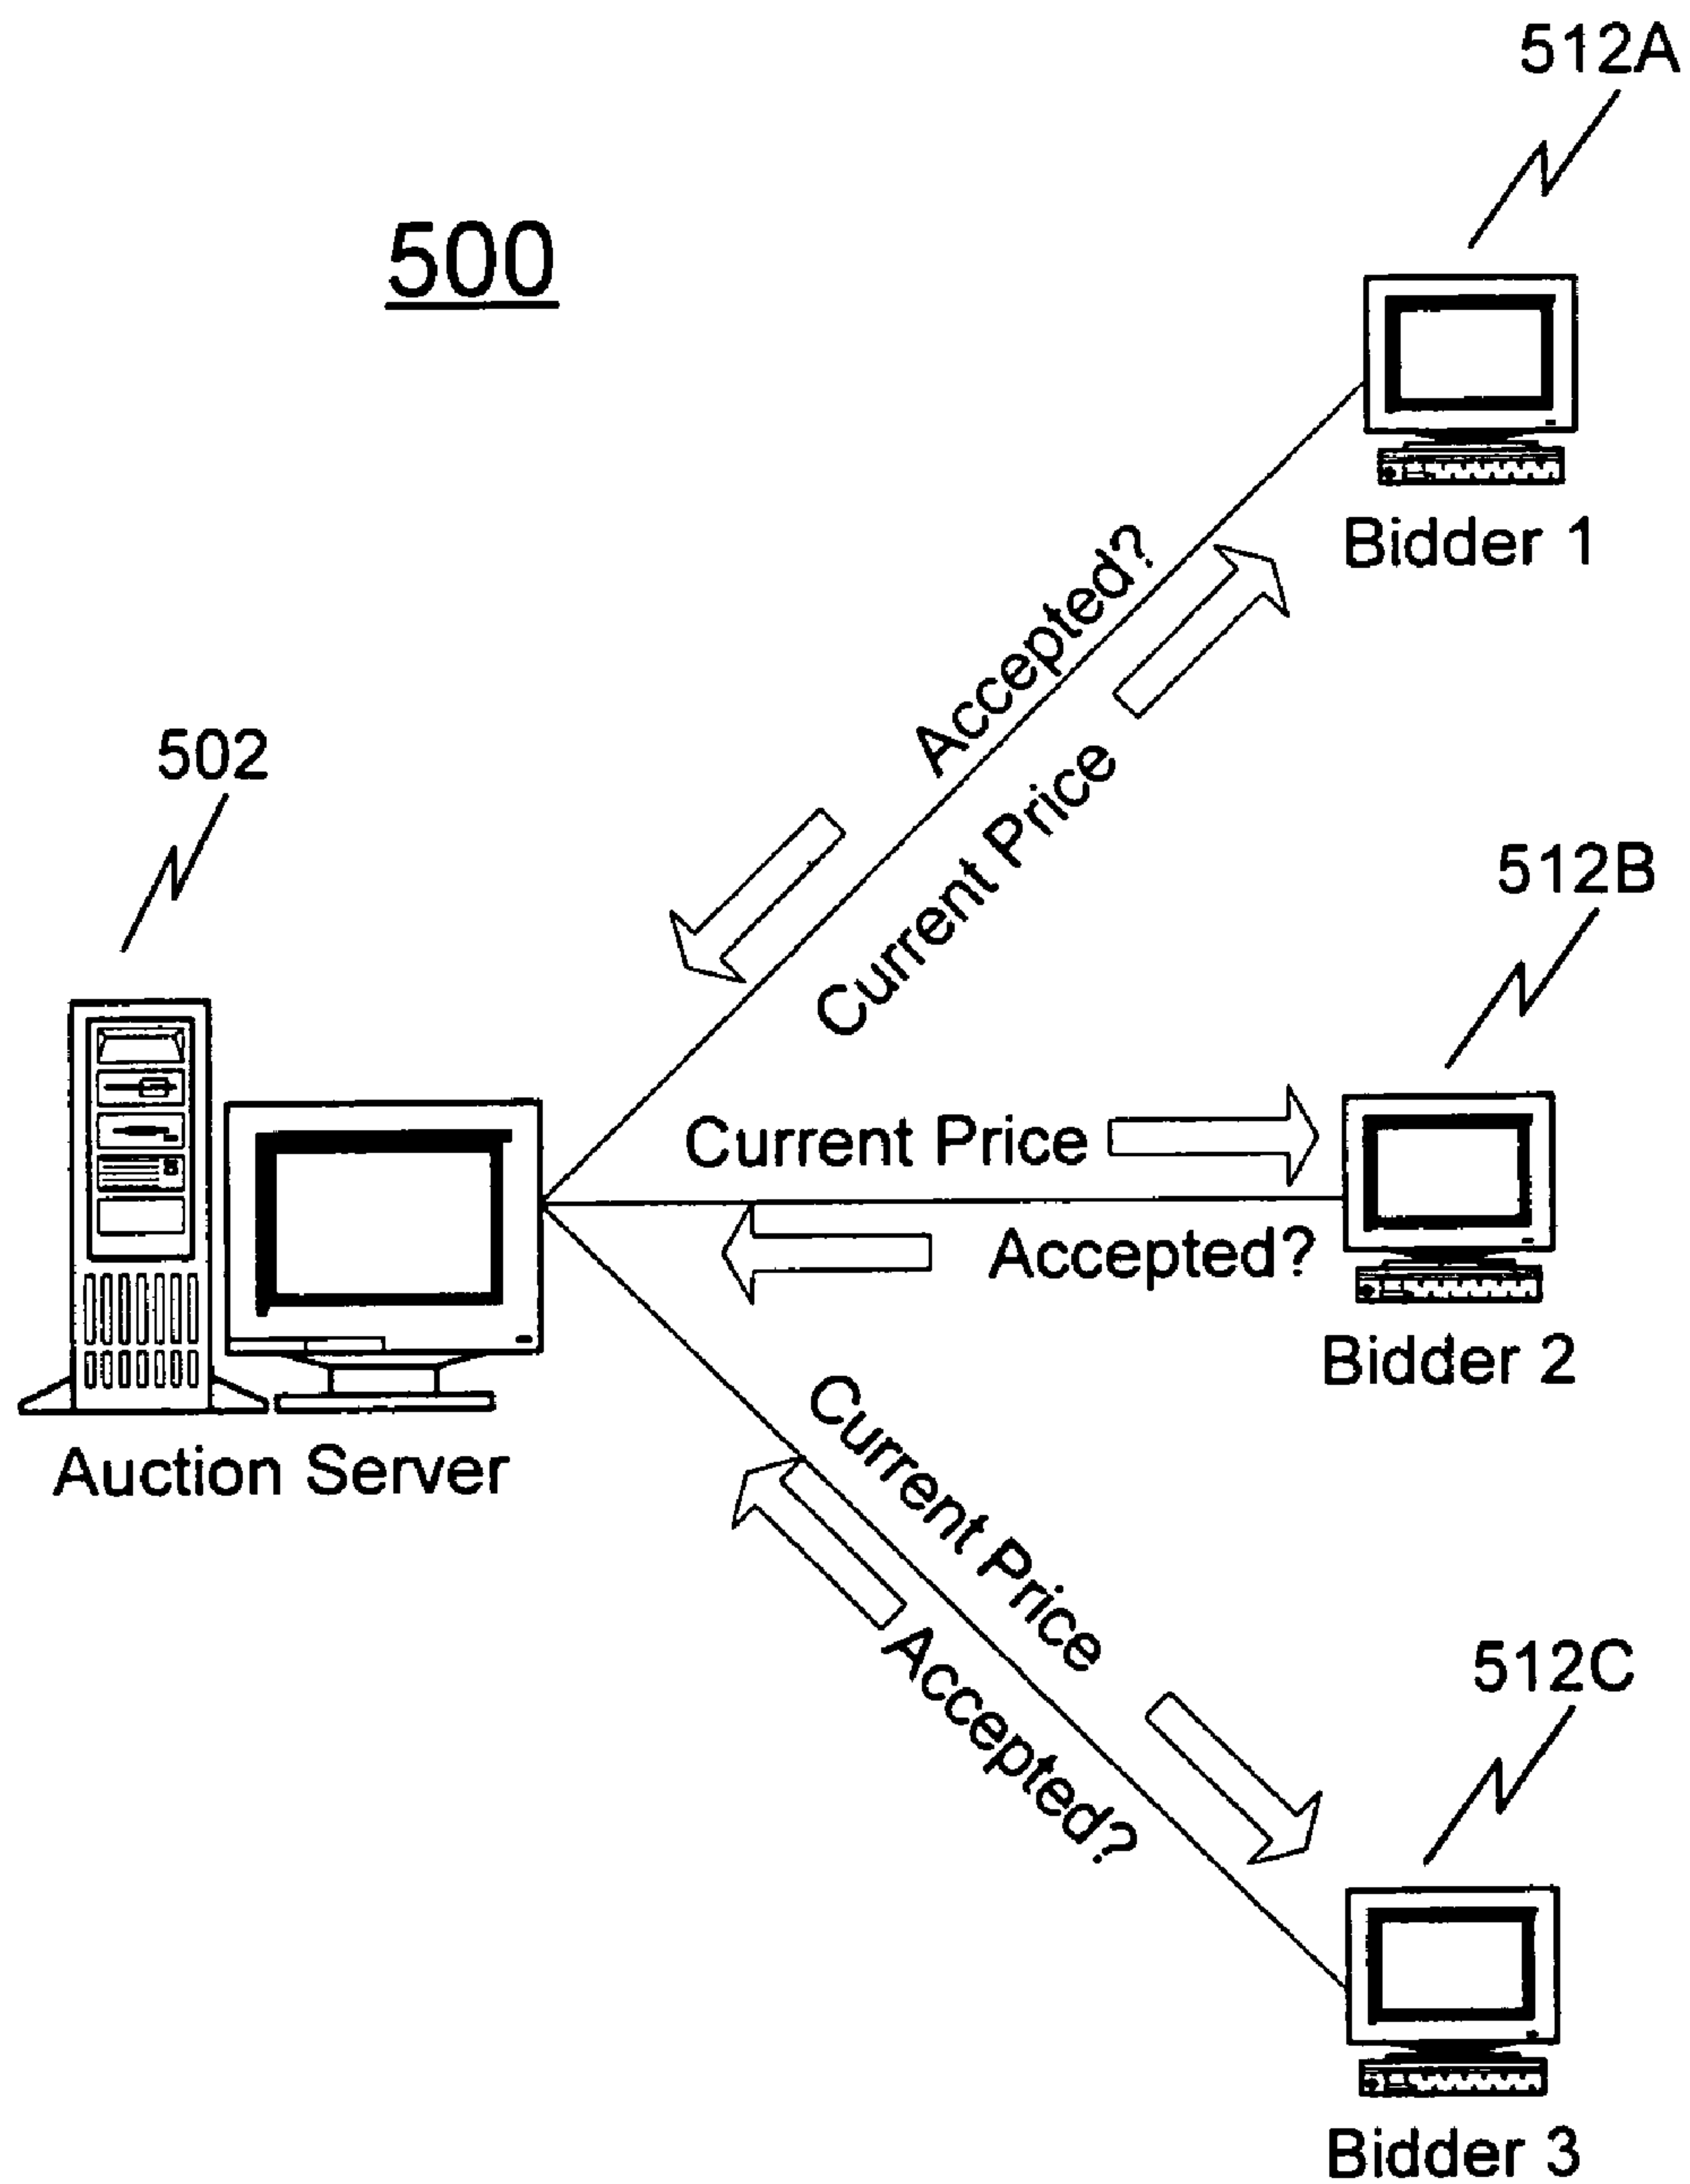 512A
500
Bidder 1
Accepted?
Current Price
502
512B
Current Price
Accepted?
Bidder 2
Auction Server
Current Price
Accepted?
512C
Bidder 3